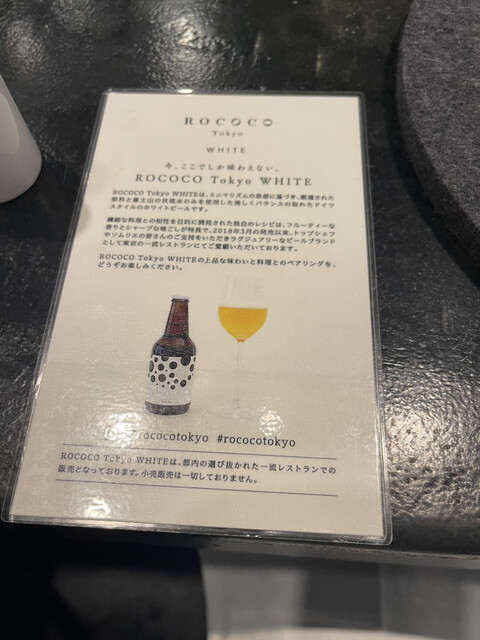 ROCOCO
Tokyo
WHITE
今、ここでしか味わえない。
ROCOCO Tokyo WHITE
ROCOCO Tokyo WHITEは、ミニマリズムの思想に基づき、厳選された
原料と富士山の伏流水のみを使用した美しくバランスの取れたドイツ
スタイルのホワイトビールです。
繊細な料理との相性を目的に開発された独自のレシピは、フルーティーな
香りとシャープな味ごしが特長で、2018年3月の発売以来、トップシェフ
やソムリエの皆さんのご支持をいただきラグジュアリーなビールブランド
として東京の一流レストランにてご愛顧いただいております。
ROCOCO Tokyo WHITEの上品な味わいと料理とのペアリングを、
どうぞお楽しみください。
rococotokyo #rococotokyo
ROCOCO Tokyo WHITEは、都内の選び抜かれた一流レストランでの
販売となっております。小売販売は一切しておりません。